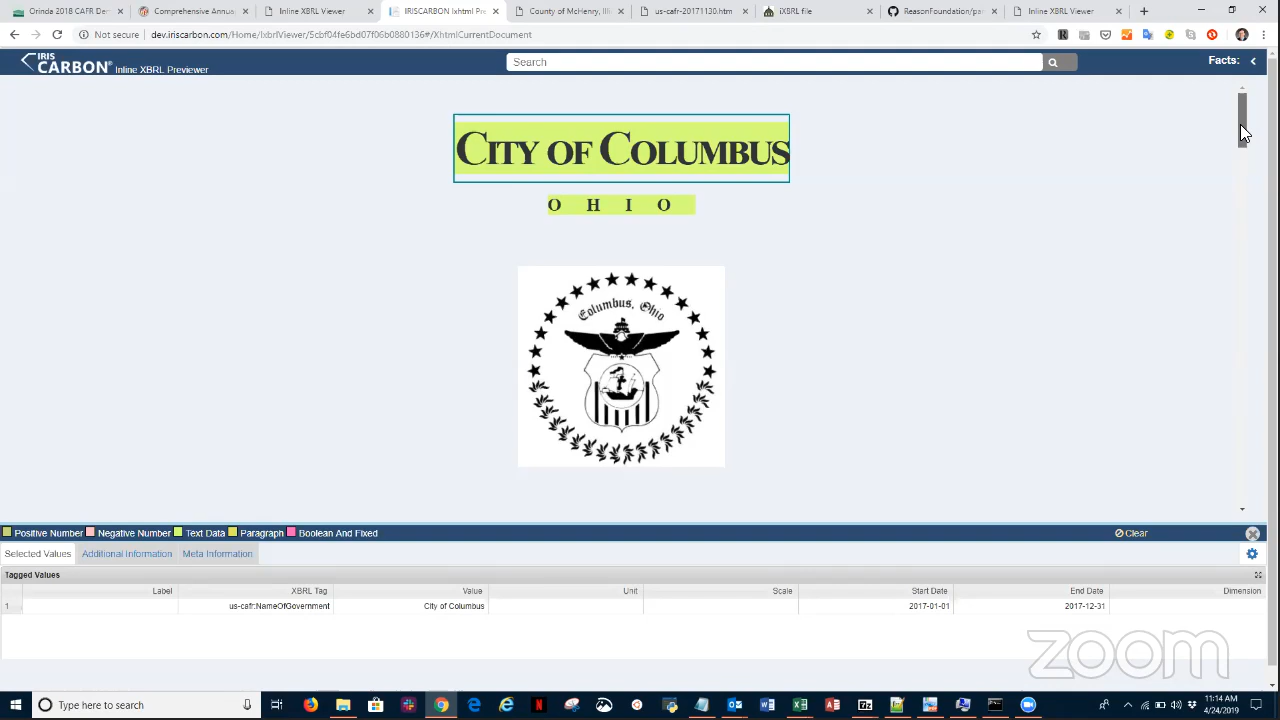 Orinda 2018 CAFR Der
Comprehensive Annua
Inline XBRL Viewer
IRISCARBON Ixhtml Pre
County of McHenry, Illi
us-cafr-20171130.htm
iXBRL file
ReasonFoundation/pa
Inline XBRL Viewer
Not secure
dev.iriscarbon.com/Home/IxbrlViewer/5cbf04fe6bd07f06b0880136#/XhtmlCurrentDocument
IRIS CARBON® Inline XBRL Previewer
Search
Facts:
CITY OF COLUMBUS
OHIO
Columbus, Ohio
Positive Number Negative Number Text Data Paragraph Boolean And Fixed
Clear
Selected Values Additional Information Meta Information
Tagged Values
Label XBRL Tag Value Unit Scale Start Date End Date Dimension
1 us-cafr:NameOfGovernment City of Columbus 2017-01-01 2017-12-31
zoom
Type here to search
11:14 AM
4/24/2019